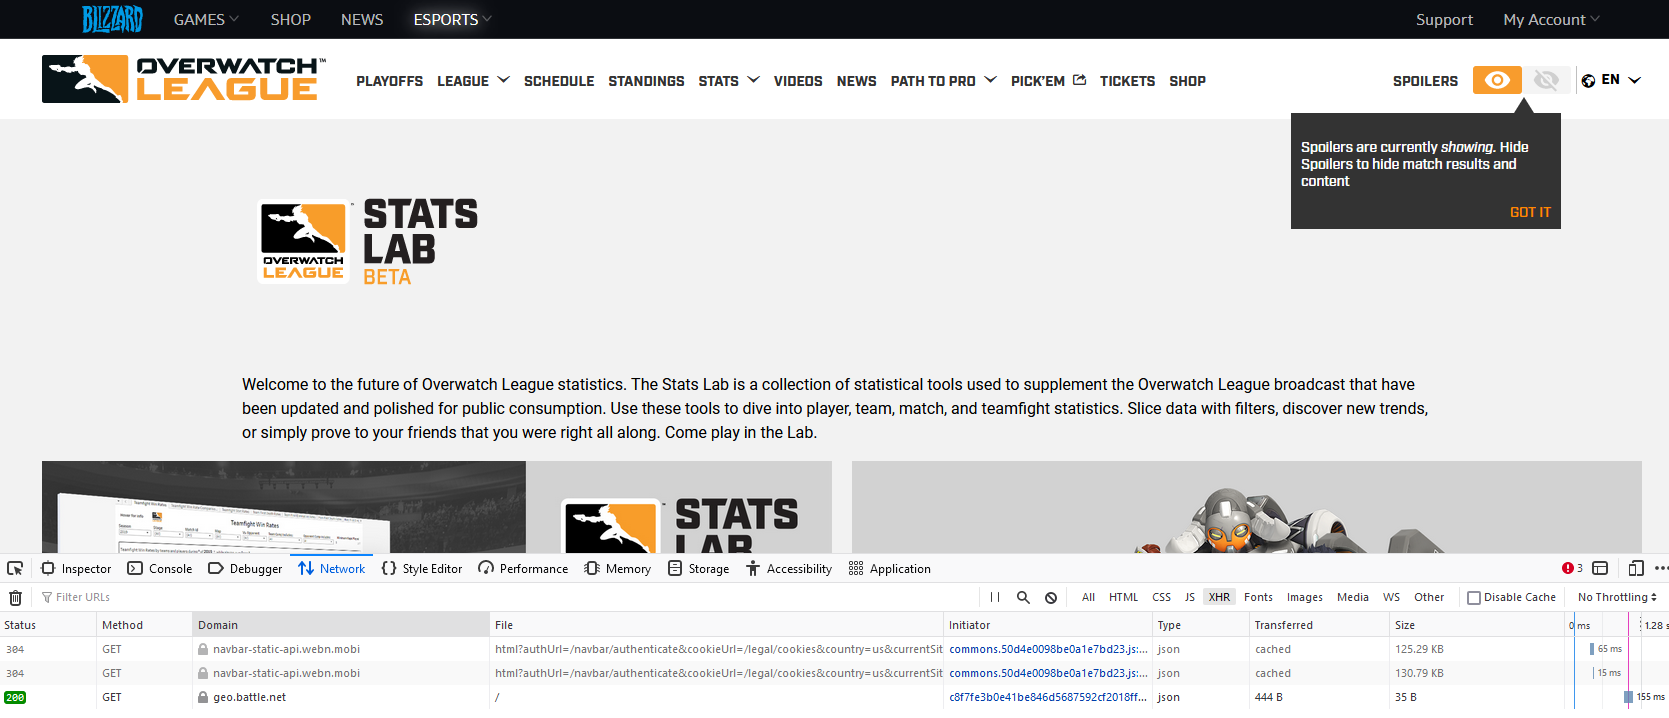 BLIZZARD GAMES SHOP NEWS ESPORTS Support My Account
OVERWATCH™
LEAGUE
PLAYOFFS LEAGUE SCHEDULE STANDINGS STATS VIDEOS NEWS PATH TO PRO PICK'EM TICKETS SHOP SPOILERS EN
Spoilers are currently showing. Hide
Spoilers to hide match results and
content
GOT IT
OVERWATCH
LEAGUE
STATS
LAB
BETA
Welcome to the future of Overwatch League statistics. The Stats Lab is a collection of statistical tools used to supplement the Overwatch League broadcast that have
been updated and polished for public consumption. Use these tools to dive into player, team, match, and teamfight statistics. Slice data with filters, discover new trends,
or simply prove to your friends that you were right all along. Come play in the Lab.
Teamfight Win Rates
STATS
LAB
Inspector Console Debugger Network Style Editor Performance Memory Storage Accessibility Application 3
Filter URLs All HTML CSS JS XHR Fonts Images Media WS Other Disable Cache No Throttling
Status Method Domain File Initiator Type Transferred Size 0 ms 1.28 s
304 GET navbar-static-api.webn.mobi html?authUrl=/navbar/authenticate&cookieUrl=/legal/cookies&country=us&currentSit commons.50d4e0098be0a1e7bd23.js:... json cached 125.29 KB 65 ms
304 GET navbar-static-api.webn.mobi html?authUrl=/navbar/authenticate&cookieUrl=/legal/cookies&country=us&currentSit commons.50d4e0098be0a1e7bd23.js:... json cached 130.79 KB 15 ms
200 GET geo.battle.net / c8f7fe3b0e41be846d5687592cf2018ff... json 444 B 35 B 155 ms